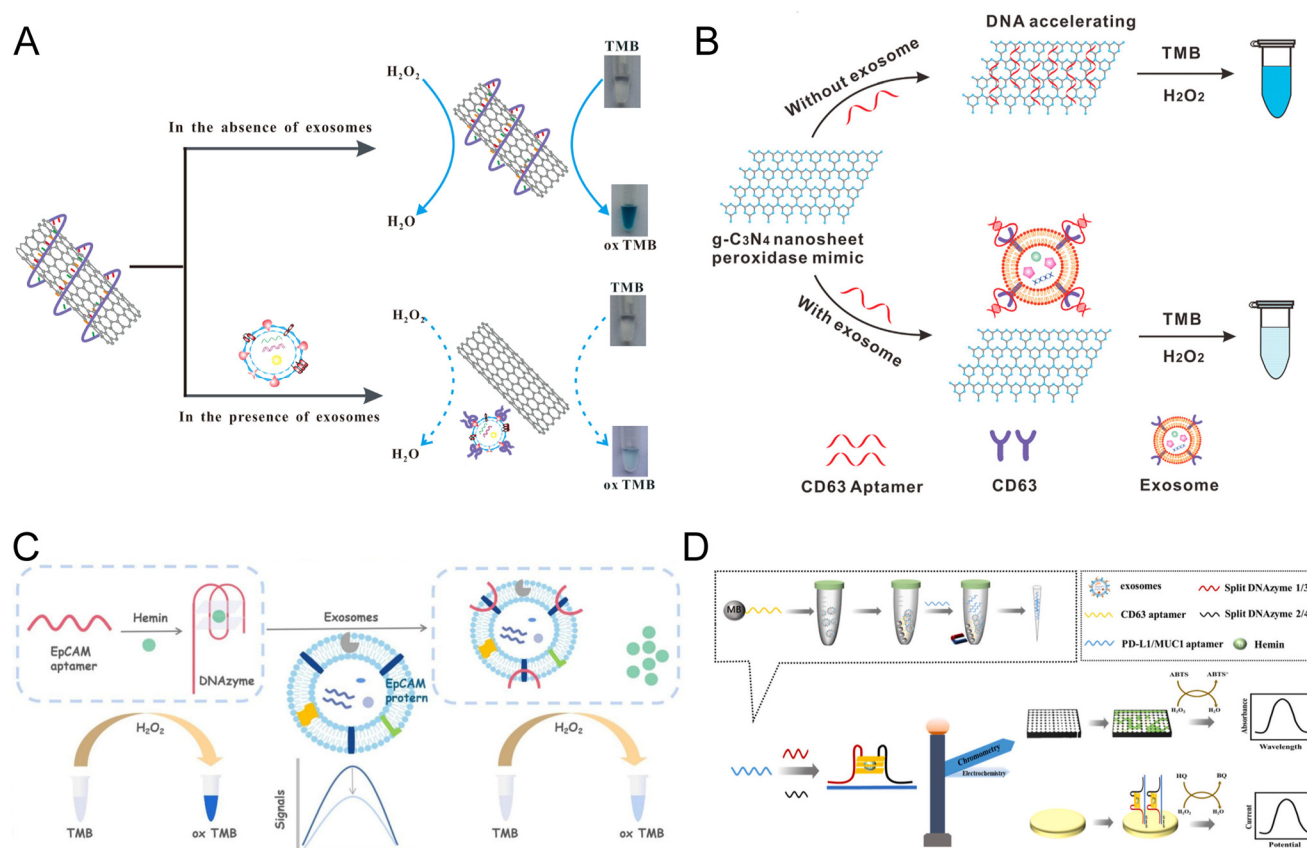 A
In the absence of exosomes
H2O2
H2O
TMB
ox TMB
In the presence of exosomes
H2O2
H2O
TMB
ox TMB
B
Without exosome
DNA accelerating
TMB
H2O2
g-C3N4 nanosheet
peroxidase mimic
With exosome
TMB
H2O2
CD63 Aptamer
CD63
Exosome
C
EpCAM
aptamer
Hemin
DNAzyme
Exosomes
EpCAM
protern
H2O2
TMB
ox TMB
Signals
H2O2
TMB
ox TMB
D
MB
exosomes
Split DNAzyme 1/3
CD63 aptamer
Split DNAzyme 2/4
PD-L1/MUC1 aptamer
Hemin
Chromometry
Electrochemistry
ABTS
ABTS+
H2O2
H2O
Absorbance
Wavelength
HQ
BQ
H2O2
H2O
Current
Potential